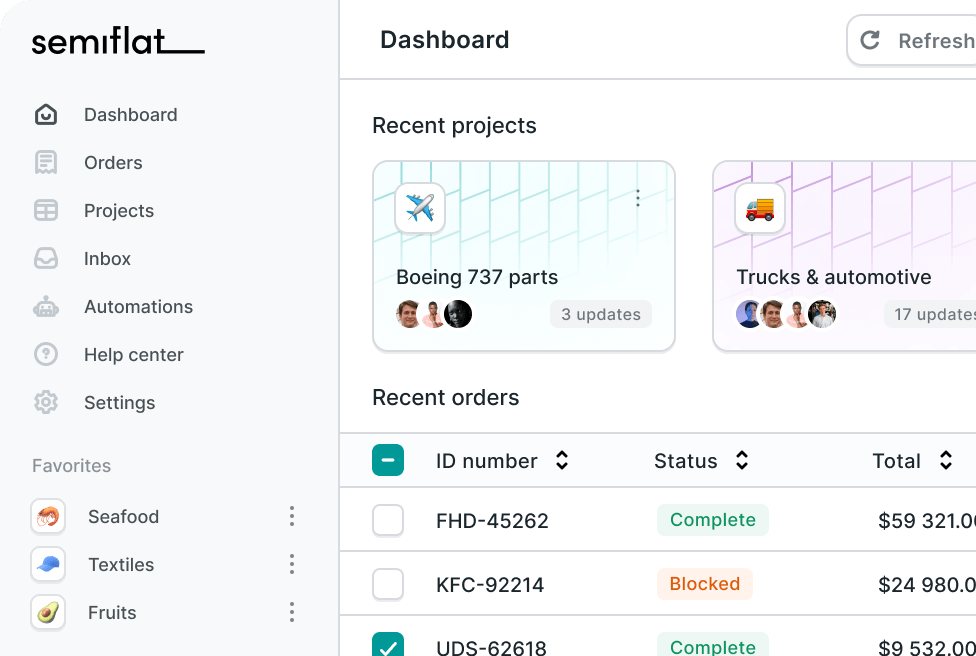 semiflat_
Dashboard
Orders
Projects
Inbox
Automations
Help center
Settings
Favorites
Seafood
Textiles
Fruits
Dashboard
Refresh
Recent projects
Boeing 737 parts
3 updates
Trucks & automotive
17 updates
Recent orders
ID number Status Total
FHD-45262 Complete $59 321.0
KFC-92214 Blocked $24 980.0
UDS-62618 Complete $9 532.00